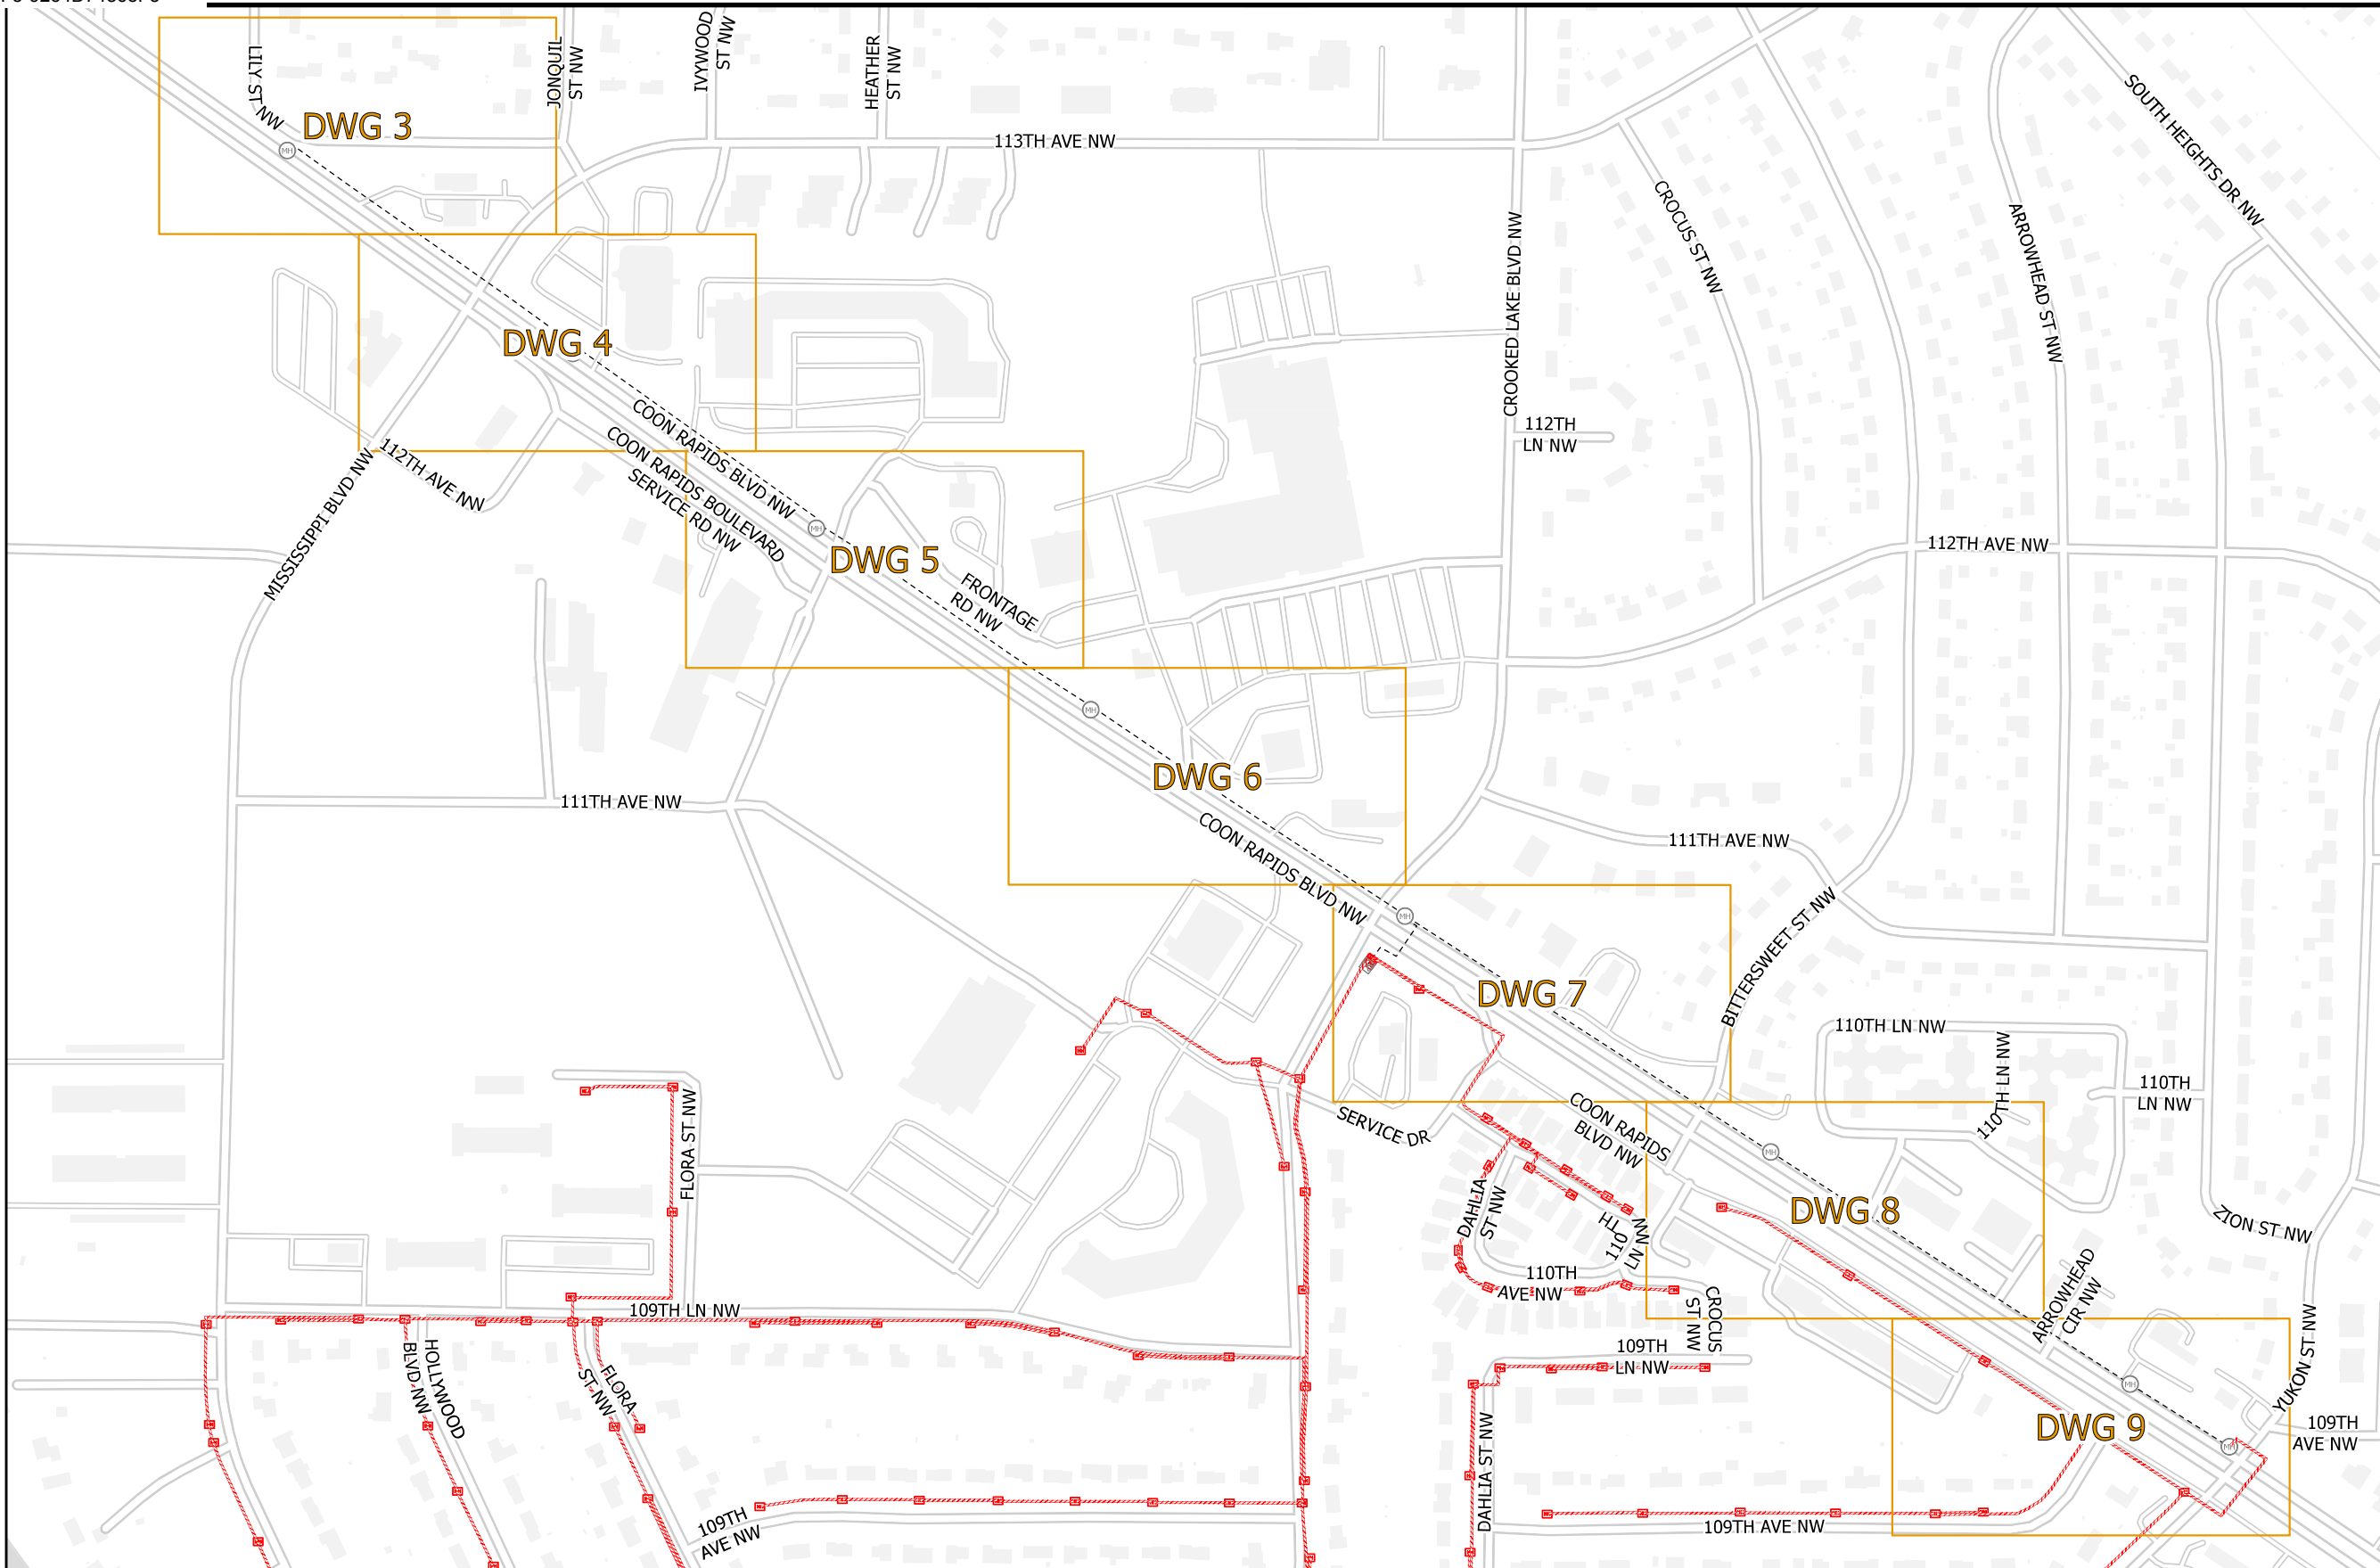 LILY ST
NW
JONQUIL
ST NW
IVYWOOD
ST NW
HEATHER
ST NW
DWG 3
MH
113TH AVE NW
SOUTH HEIGHTS DR NW
CROCUS ST NW
ARROWHEAD ST NW
CROOKED LAKE BLVD NW
DWG 4
COON RAPIDS BLVD NW
COON RAPIDS BOULEVARD
SERVICE RD NW
112TH AVE NW
MISSISSIPPI BLVD NW
112TH
LN NW
MH
DWG 5
FRONTAGE
RD NW
112TH AVE NW
MH
DWG 6
COON RAPIDS BLVD NW
111TH AVE NW
111TH AVE NW
MH
BITTERSWEET ST NW
DWG 7
110TH LN NW
110TH LN NW
110TH
LN NW
SERVICE DR
COON RAPIDS
BLVD NW
MH
FLORA ST NW
DAHLIA
ST NW
110TH
LN NW
DWG 8
ZION ST NW
110TH
AVE NW
CROCUS
ST NW
ARROWHEAD
CIR NW
109TH LN NW
HOLLYWOOD
BLVD NW
FLORA
ST NW
109TH
LN NW
MH
YUKON ST NW
DWG 9
MH
109TH
AVE NW
DAHLIA ST NW
109TH
AVE NW
109TH AVE NW